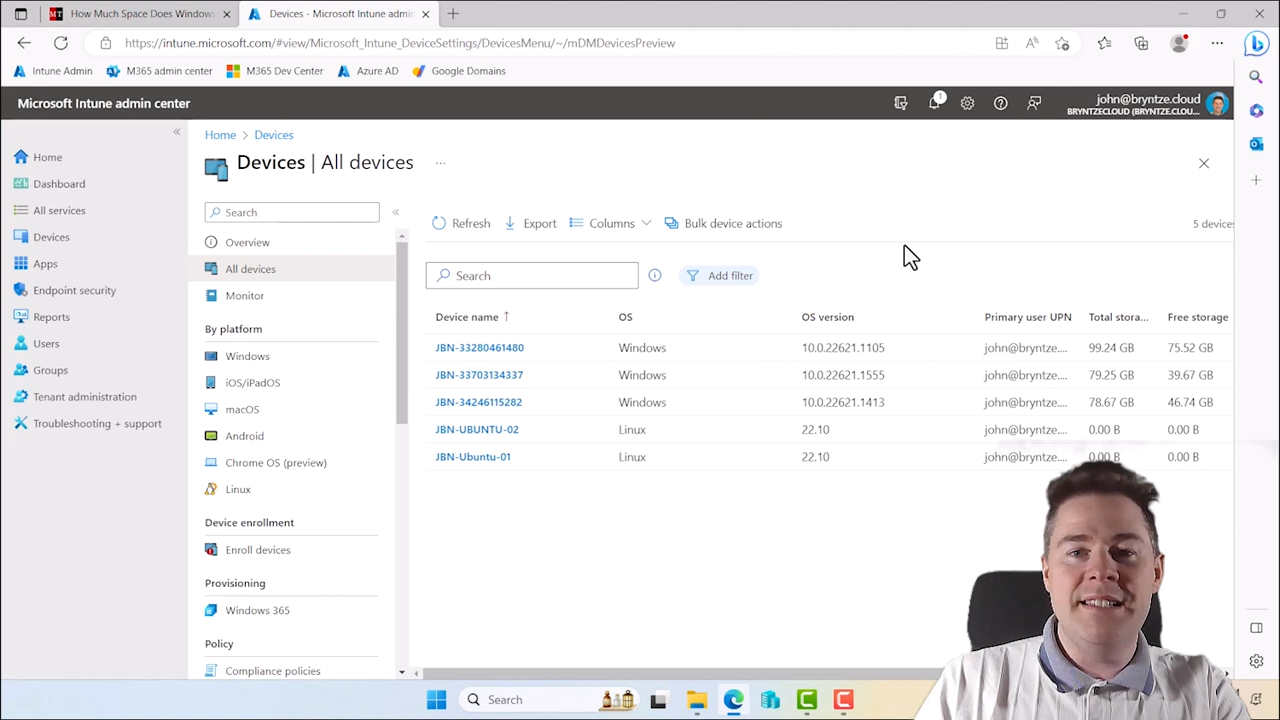 How Much Space Does Windows
Devices - Microsoft Intune admin
https://intune.microsoft.com/#view/Microsoft_Intune_DeviceSettings/DevicesMenu/~/mDMDevicesPreview
Intune Admin
M365 admin center
M365 Dev Center
Azure AD
Google Domains
Microsoft Intune admin center
1
john@bryntze.cloud
BRYNTZECLOUD (BRYNTZE.CLOU...
Home
Dashboard
All services
Devices
Apps
Endpoint security
Reports
Users
Groups
Tenant administration
Troubleshooting + support
Home > Devices
Devices | All devices
Search
Overview
All devices
Monitor
By platform
Windows
iOS/iPadOS
macOS
Android
Chrome OS (preview)
Linux
Device enrollment
Enroll devices
Provisioning
Windows 365
Policy
Compliance policies
Refresh
Export
Columns
Bulk device actions
5 devices
Search
Add filter
Device name ↑ OS OS version Primary user UPN Total stora... Free storage
JBN-33280461480 Windows 10.0.22621.1105 john@bryntze.... 99.24 GB 75.52 GB
JBN-33703134337 Windows 10.0.22621.1555 john@bryntze.... 79.25 GB 39.67 GB
JBN-34246115282 Windows 10.0.22621.1413 john@bryntze.... 78.67 GB 46.74 GB
JBN-UBUNTU-02 Linux 22.10 john@bryntze.... 0.00 B 0.00 B
JBN-Ubuntu-01 Linux 22.10 john@bryntze.... 0.00 B 0.00 B
Search